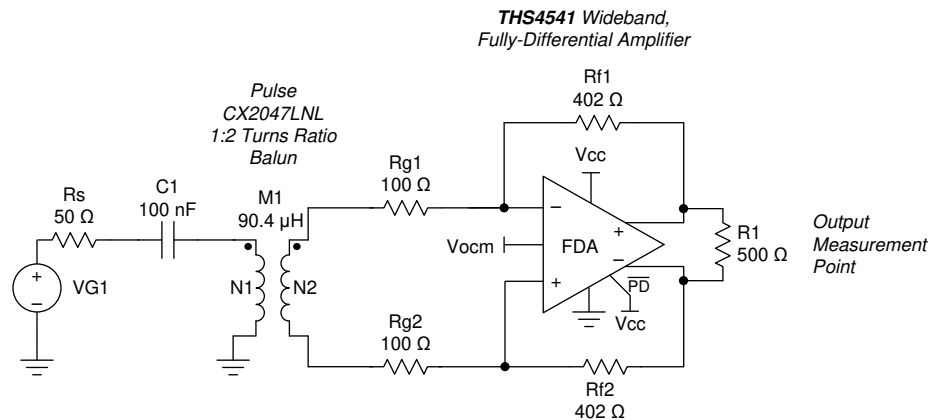 THS4541 Wideband,
Fully-Differential Amplifier
Rf1
402 Ω
Pulse
CX2047LNL
1:2 Turns Ratio
Balun
Vcc
Rg1
100 Ω
C1
100 nF
M1
90.4 µH
Rs
50 Ω
−
+
Vocm
FDA
R1
500 Ω
Output
Measurement
Point
+
−
VG1
N1
N2
−
+
PD
Vcc
Rg2
100 Ω
Rf2
402 Ω